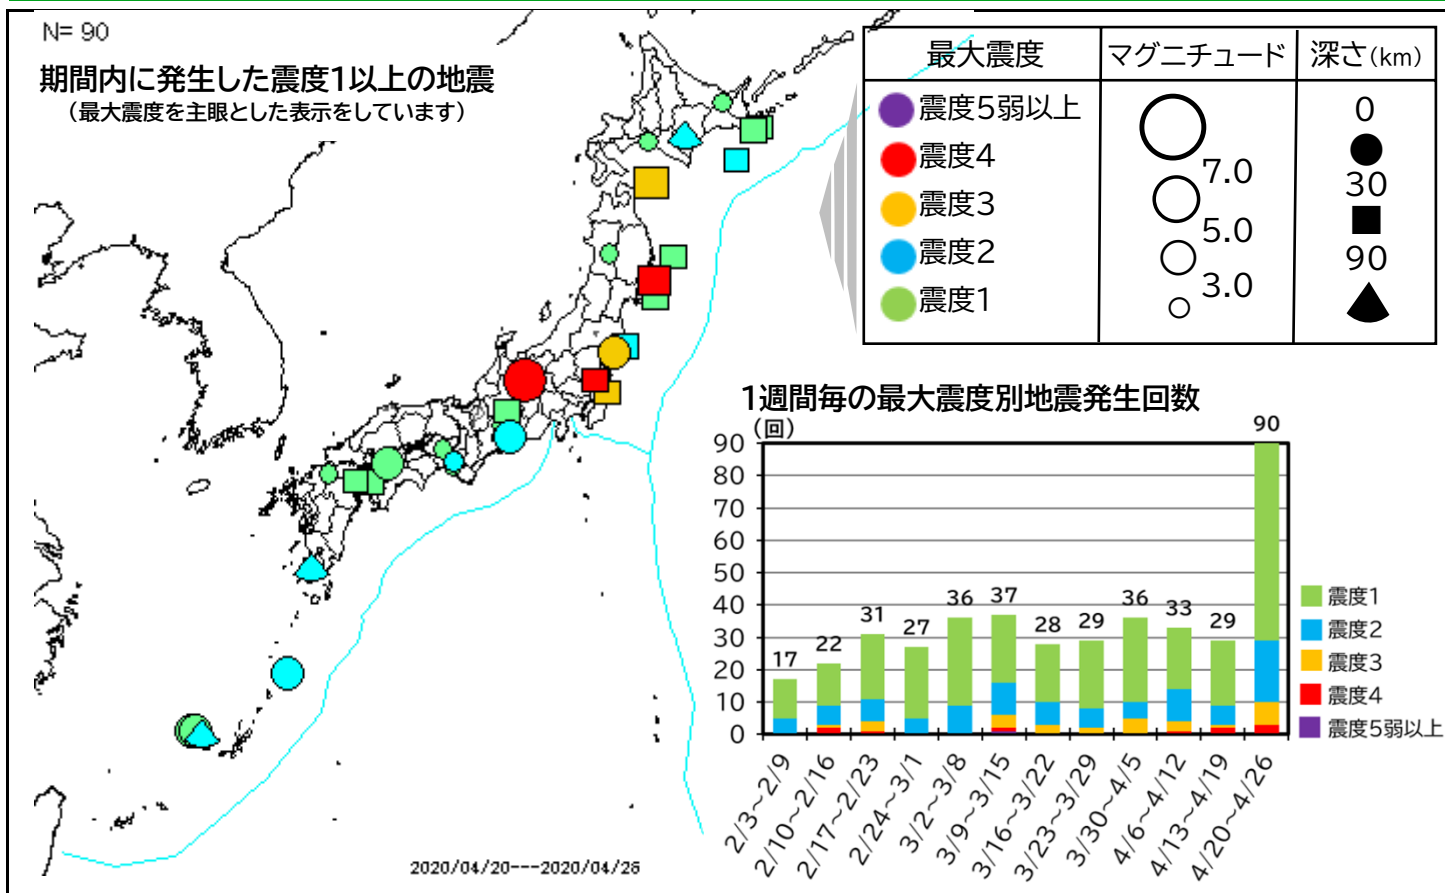 N= 90
期間内に発生した震度1以上の地震
（最大震度を主眼とした表示をしています）
最大震度 マグニチュード 深さ(km)
震度5弱以上
震度4
震度3
震度2
震度1
7.0
5.0
3.0
0
30
90
1週間毎の最大震度別地震発生回数
（回）
90
80
70
60
50
40
30
20
10
0
17
22
31
27
36
37
28
29
36
33
29
90
2/3～2/9
2/10～2/16
2/17～2/23
2/24～3/1
3/2～3/8
3/9～3/15
3/16～3/22
3/23～3/29
3/30～4/5
4/6～4/12
4/13～4/19
4/20～4/26
震度1
震度2
震度3
震度4
震度5弱以上
2020/04/20---2020/04/26